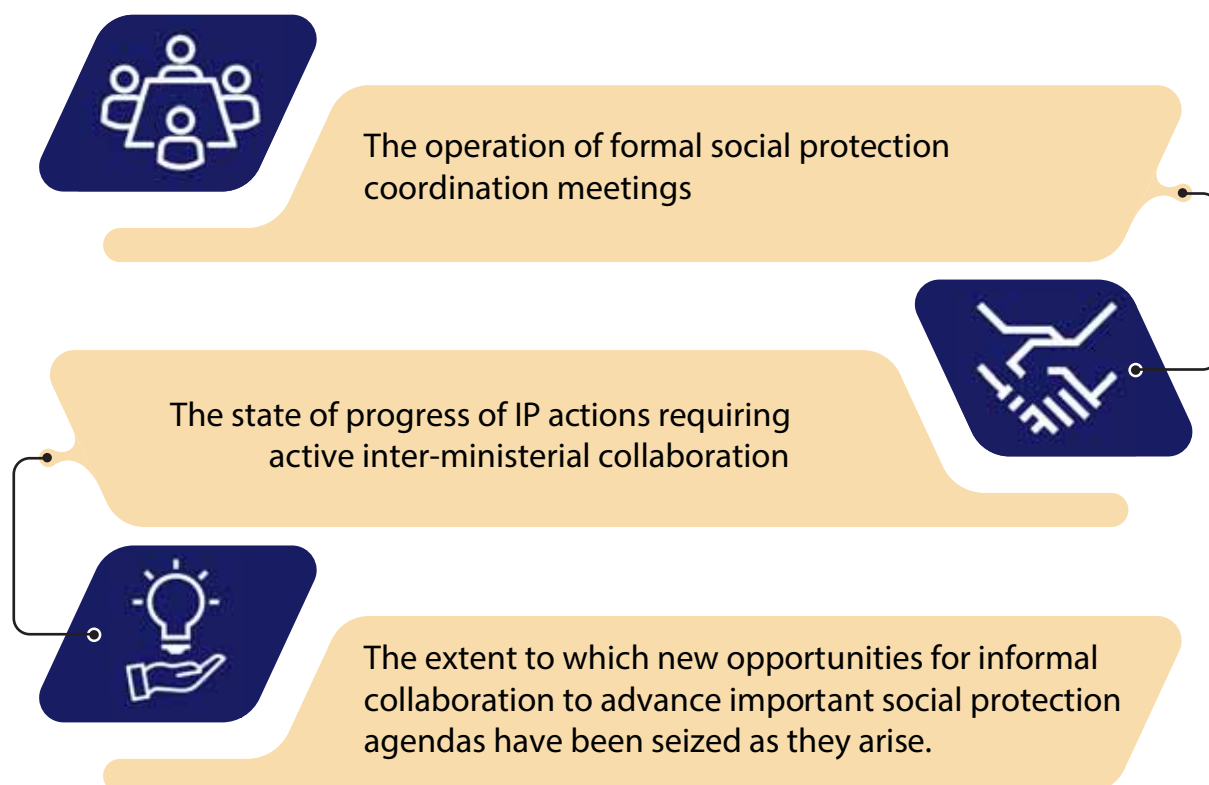 The operation of formal social protection
coordination meetings
The state of progress of IP actions requiring
active inter-ministerial collaboration
The extent to which new opportunities for informal
collaboration to advance important social protection
agendas have been seized as they arise.